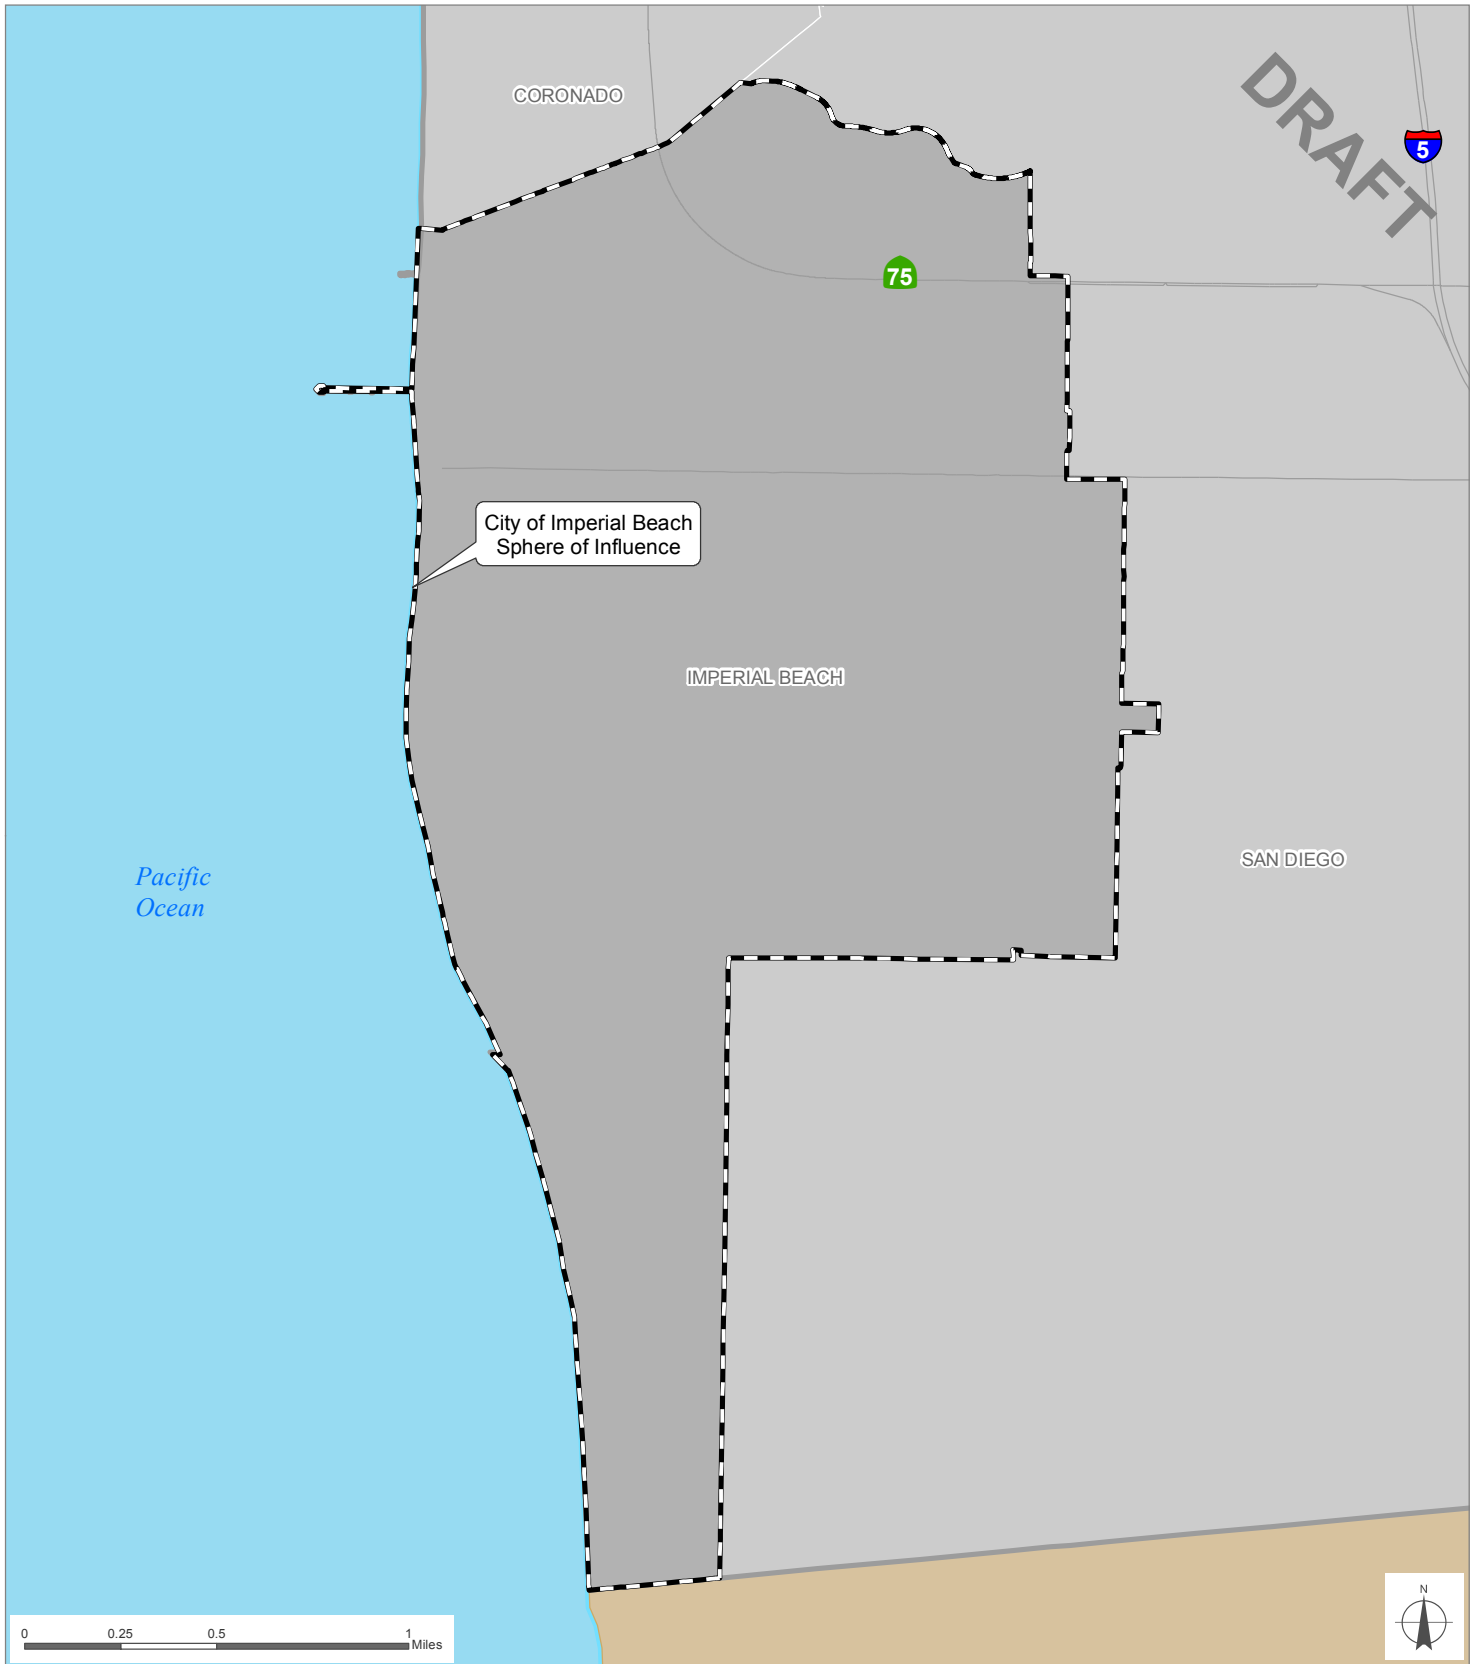 CORONADO
DRAFT
5
75
City of Imperial Beach
Sphere of Influence
IMPERIAL BEACH
SAN DIEGO
Pacific
Ocean
N
0 0.25 0.5 1
Miles